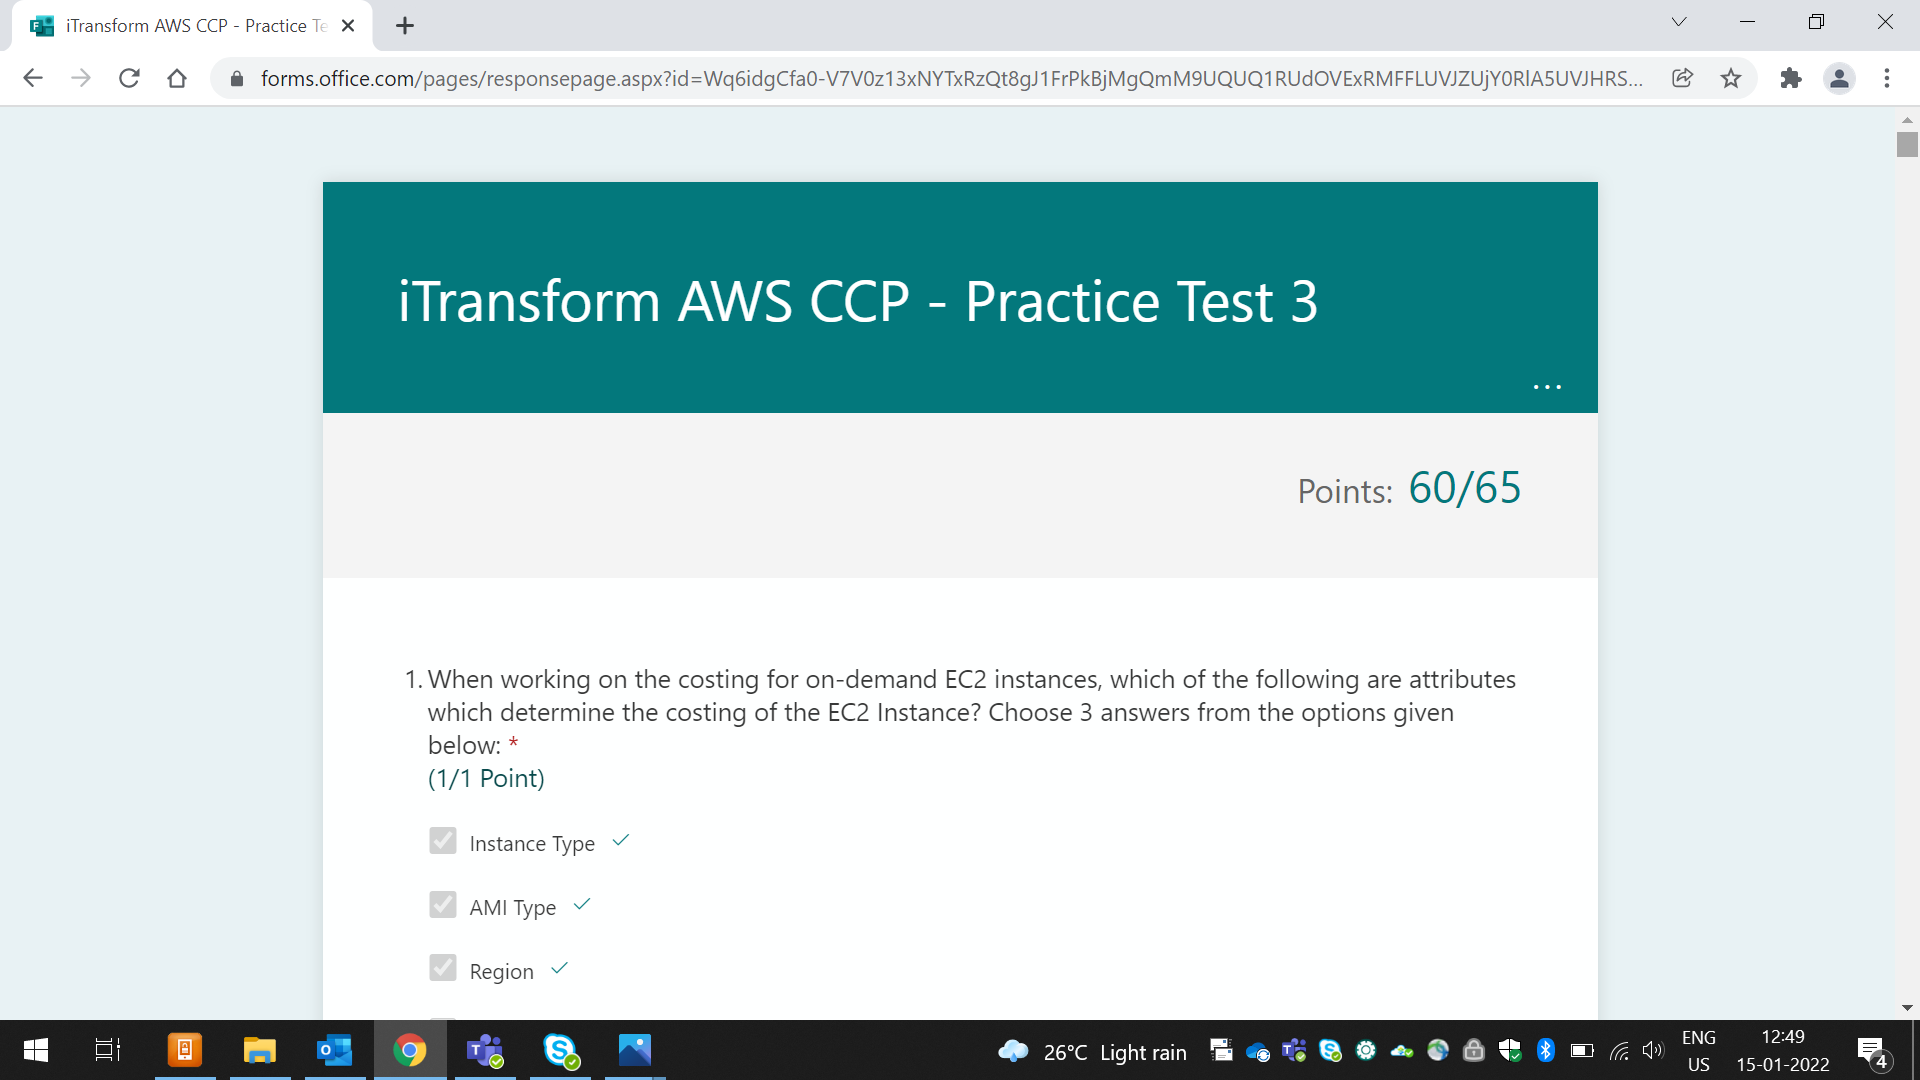 iTransform AWS CCP - Practice Te
forms.office.com/pages/responsepage.aspx?id=Wq6idgCfa0-V7V0z13xNYTxRzQt8gJ1FrPkBjMgQmM9UQUQ1RUdOVExRMFFLUVJZUjY0RlA5UVJHRS...
iTransform AWS CCP - Practice Test 3
...
Points: 60/65
1. When working on the costing for on-demand EC2 instances, which of the following are attributes
which determine the costing of the EC2 Instance? Choose 3 answers from the options given
below: *
(1/1 Point)
Instance Type
AMI Type
Region
26°C Light rain
ENG
US
12:49
15-01-2022
4